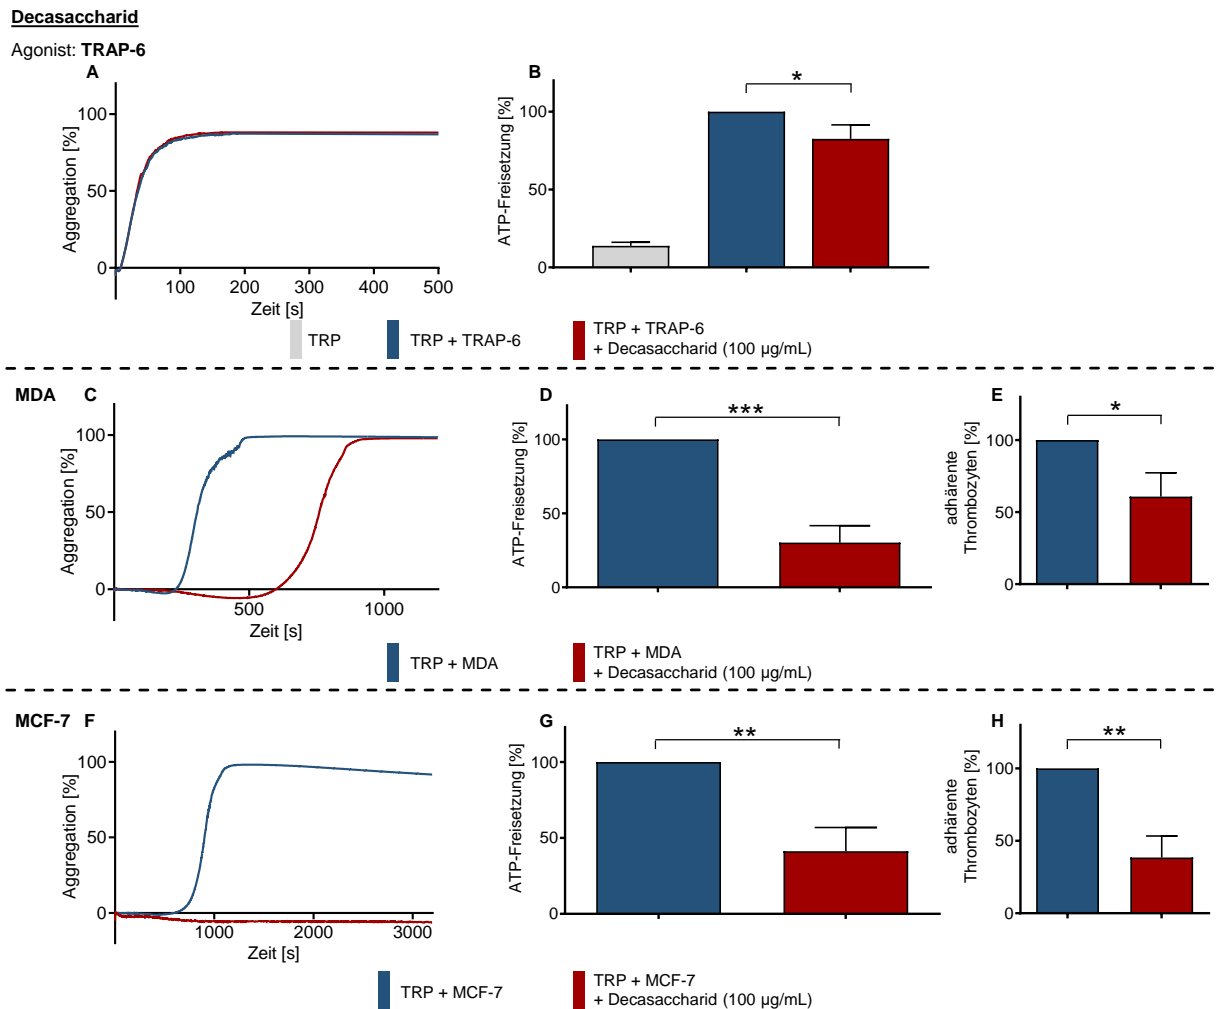 Decasaccharid
Agonist: TRAP-6
A
Aggregation [%]
100
50
0
100 200 300 400 500
Zeit [s]
B
ATP-Freisetzung [%]
100
50
0
*
TRP
TRP + TRAP-6
TRP + TRAP-6
+ Decasaccharid (100 µg/mL)
MDA C
Aggregation [%]
100
50
0
500 1000
Zeit [s]
D
ATP-Freisetzung [%]
100
50
0
***
E
adhärente
Thrombozyten [%]
100
50
0
*
TRP + MDA
TRP + MDA
+ Decasaccharid (100 µg/mL)
MCF-7 F
Aggregation [%]
100
50
0
1000 2000 3000
Zeit [s]
G
ATP-Freisetzung [%]
100
50
0
**
H
adhärente
Thrombozyten [%]
100
50
0
**
TRP + MCF-7
TRP + MCF-7
+ Decasaccharid (100 µg/mL)